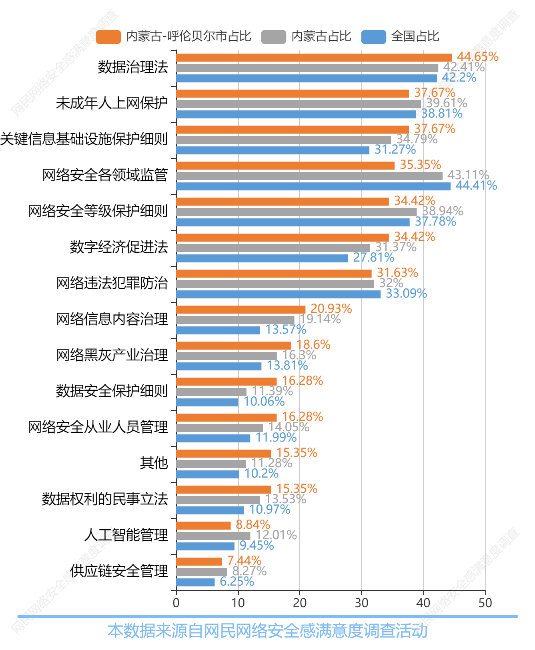 内蒙古-呼伦贝尔市占比 内蒙古占比 全国占比
数据治理法 44.65% 42.41% 42.2%
未成年人上网保护 37.67% 39.61% 38.81%
关键信息基础设施保护细则 37.67% 34.79% 31.27%
网络安全各领域监管 35.35% 43.11% 44.41%
网络安全等级保护细则 34.42% 38.94% 37.78%
数字经济促进法 34.42% 31.37% 27.81%
网络违法犯罪防治 31.63% 32% 33.09%
网络信息内容治理 20.93% 19.14% 13.57%
网络黑灰产业治理 18.6% 16.3% 13.81%
数据安全保护细则 16.28% 11.39% 10.06%
网络安全从业人员管理 16.28% 14.05% 11.99%
其他 15.35% 11.28% 10.2%
数据权利的民事立法 15.35% 13.53% 10.97%
人工智能管理 8.84% 12.01% 9.45%
供应链安全管理 7.44% 8.27% 6.25%
0 10 20 30 40 50
本数据来源自网民网络安全感满意度调查活动